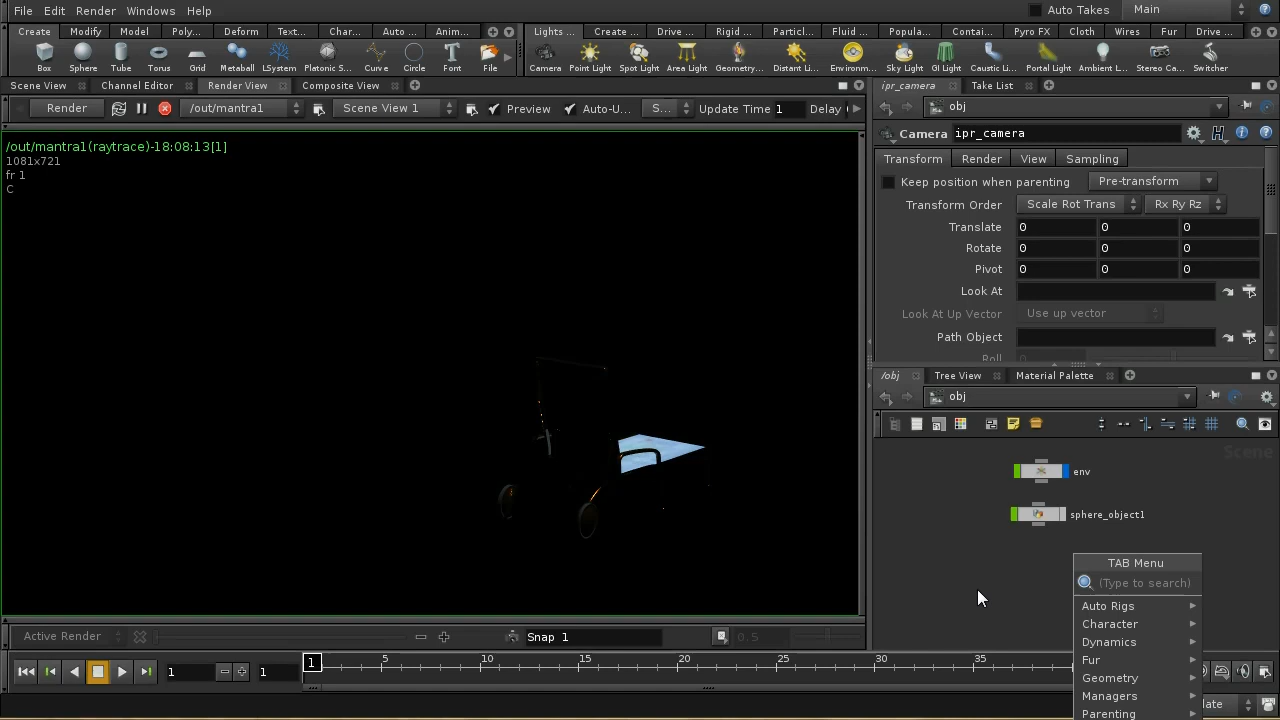 File Edit Render Windows Help
Auto Takes Main
Create Modify Model Poly... Deform Text... Char... Auto ... Anim...
Lights ... Create ... Drive ... Rigid ... Particl... Fluid ... Popula... Contai... Pyro FX Cloth Wires Fur Drive ...
Box Sphere Tube Torus Grid Metaball LSystem Platonic S... Curve Circle Font File
Camera Point Light Spot Light Area Light Geometry... Distant Li... Environ... Sky Light GI Light Caustic Li... Portal Light Ambient L... Stereo Ca... Switcher
Scene View Channel Editor Render View Composite View
ipr_camera Take List
Render /out/mantra1 Scene View 1 Preview Auto-U... S... Update Time 1 Delay
obj
Camera ipr_camera
/out/mantra1(raytrace)-18:08:13[1]
1081x721
fr 1
C
Transform Render View Sampling
Keep position when parenting Pre-transform
Transform Order Scale Rot Trans Rx Ry Rz
Translate 0 0 0
Rotate 0 0 0
Pivot 0 0 0
Look At
Look At Up Vector Use up vector
Path Object
Roll 0
/obj Tree View Material Palette
obj
Scene
env
sphere_object1
TAB Menu
(Type to search)
Auto Rigs
Character
Dynamics
Fur
Geometry
Managers
Parenting
Active Render Snap 1 0.5
1 1 1 5 10 15 20 25 30 35
late